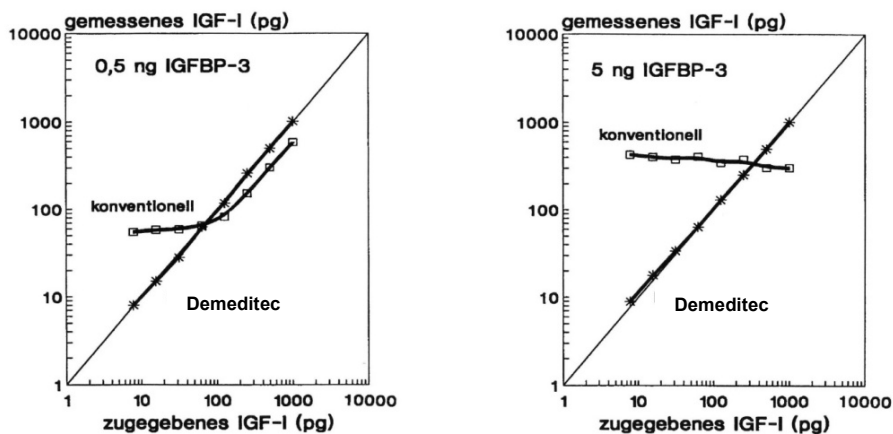 gemessenes IGF-I (pg)
10000
0,5 ng IGFBP-3
1000
konventionell
100
10
Demeditec
1
1 10 100 1000 10000
zugegebenes IGF-I (pg)
gemessenes IGF-I (pg)
10000
5 ng IGFBP-3
1000
konventionell
100
10
Demeditec
1
1 10 100 1000 10000
zugegebenes IGF-I (pg)